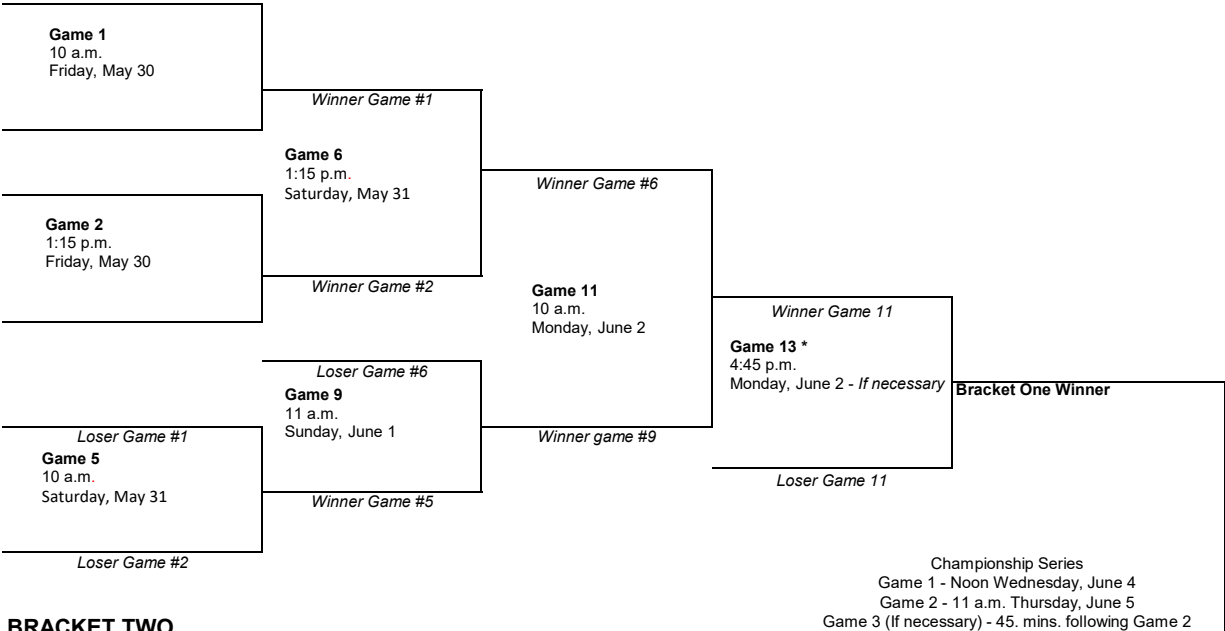 Game 1
10 a.m.
Friday, May 30
Winner Game #1
Game 6
1:15 p.m.
Saturday, May 31
Winner Game #6
Game 2
1:15 p.m.
Friday, May 30
Winner Game #2
Game 11
10 a.m.
Monday, June 2
Winner Game 11
Game 13 *
4:45 p.m.
Monday, June 2 - If necessary
Bracket One Winner
Loser Game #6
Game 9
11 a.m.
Sunday, June 1
Winner game #9
Loser Game #1
Game 5
10 a.m.
Saturday, May 31
Winner Game #5
Loser Game 11
Loser Game #2
Championship Series
Game 1 - Noon Wednesday, June 4
Game 2 - 11 a.m. Thursday, June 5
Game 3 (If necessary) - 45. mins. following Game 2
BRACKET TWO